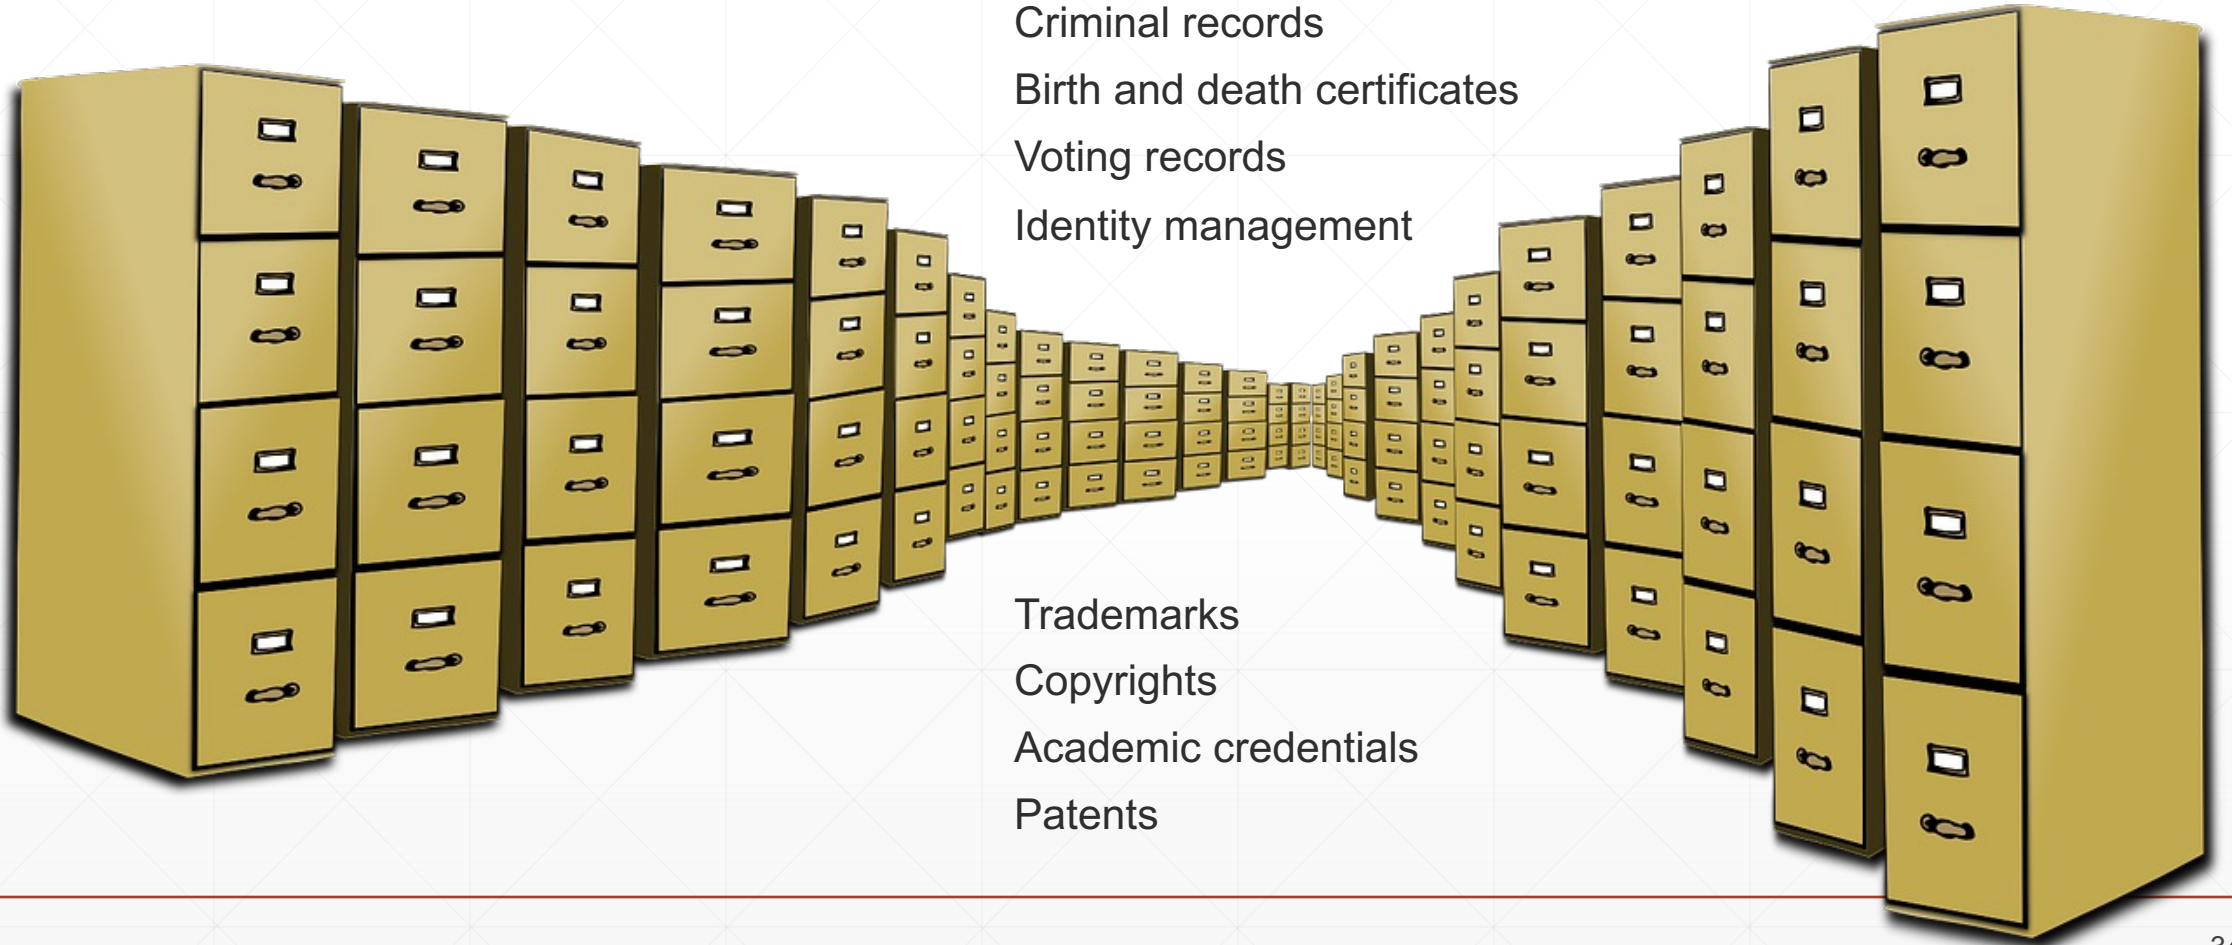 Criminal records
Birth and death certificates
Voting records
Identity management
Trademarks
Copyrights
Academic credentials
Patents